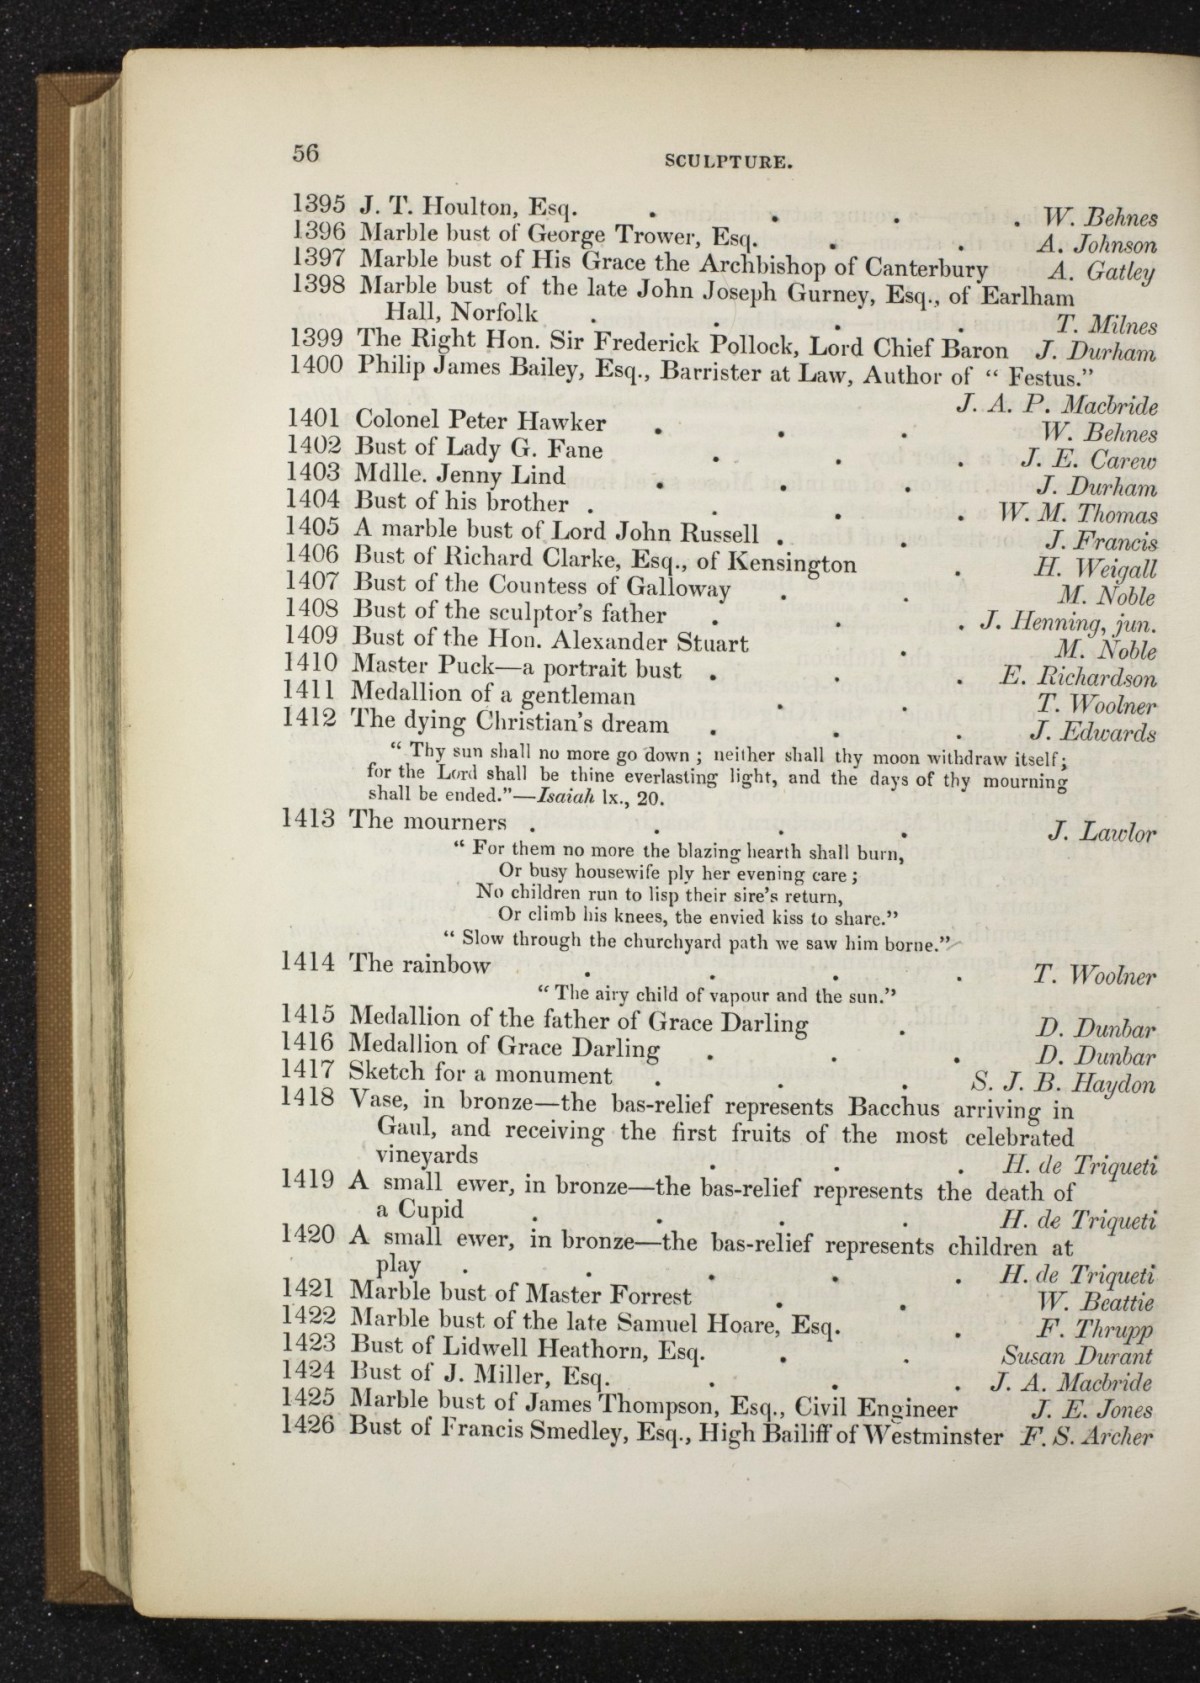 56
SCULPTURE.
1395 J. T. Houlton, Esq. . . . . W. Behnes
1396 Marble bust of George Trower, Esq. . . A. Johnson
1397 Marble bust of His Grace the Archbishop of Canterbury A. Gatley
1398 Marble bust of the late John Joseph Gurney, Esq., of Earlham
Hall, Norfolk . . . . T. Milnes
1399 The Right Hon. Sir Frederick Pollock, Lord Chief Baron J. Durham
1400 Philip James Bailey, Esq., Barrister at Law, Author of “ Festus.”
J. A. P. Macbride
1401 Colonel Peter Hawker . . . W. Behnes
1402 Bust of Lady G. Fane . . . J. E. Carew
1403 Mdlle. Jenny Lind . . . J. Durham
1404 Bust of his brother . . . . W. M. Thomas
1405 A marble bust of Lord John Russell . . J. Francis
1406 Bust of Richard Clarke, Esq., of Kensington . H. Weigall
1407 Bust of the Countess of Galloway . . M. Noble
1408 Bust of the sculptor’s father . . . J. Henning, jun.
1409 Bust of the Hon. Alexander Stuart . M. Noble
1410 Master Puck—a portrait bust . . . E. Richardson
1411 Medallion of a gentleman . . T. Woolner
1412 The dying Christian’s dream . . . J. Edwards
“ Thy sun shall no more go down ; neither shall thy moon withdraw itself ;
for the Lord shall be thine everlasting light, and the days of thy mourning
shall be ended.”—Isaiah lx., 20.
1413 The mourners . . . . J. Lawlor
“ For them no more the blazing hearth shall burn,
Or busy housewife ply her evening care ;
No children run to lisp their sire’s return,
Or climb his knees, the envied kiss to share.”
“ Slow through the churchyard path we saw him borne.”
1414 The rainbow . . . . T. Woolner
“ The airy child of vapour and the sun.”
1415 Medallion of the father of Grace Darling . D. Dunbar
1416 Medallion of Grace Darling . . . D. Dunbar
1417 Sketch for a monument . . . S. J. B. Haydon
1418 Vase, in bronze—the bas-relief represents Bacchus arriving in
Gaul, and receiving the first fruits of the most celebrated
vineyards . . . H. de Triqueti
1419 A small ewer, in bronze—the bas-relief represents the death of
a Cupid . . . . H. de Triqueti
1420 A small ewer, in bronze—the bas-relief represents children at
play . . . . . H. de Triqueti
1421 Marble bust of Master Forrest . . W. Beattie
1422 Marble bust of the late Samuel Hoare, Esq. . F. Thrupp
1423 Bust of Lidwell Heathorn, Esq. . . Susan Durant
1424 Bust of J. Miller, Esq. . . . J. A. Macbride
1425 Marble bust of James Thompson, Esq., Civil Engineer J. E. Jones
1426 Bust of Francis Smedley, Esq., High Bailiff of Westminster F. S. Archer